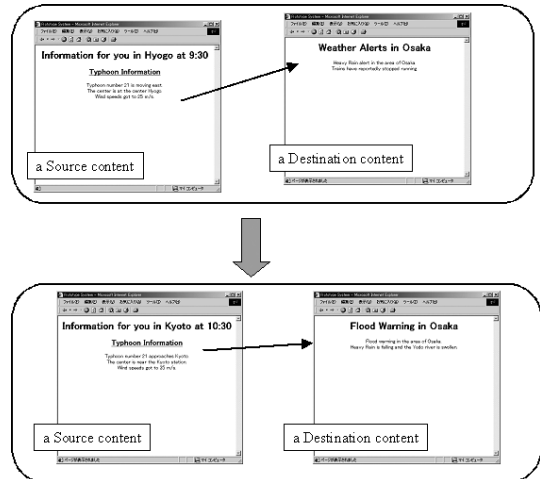 Information for you in Hyogo at 9:30
Typhoon Information
Typhoon number 21 is moving east.
The center is at the center Hyogo
Wind speeds got to 25 m/s.
a Source content
Weather Alerts in Osaka
Heavy Rain alert in the area of Osaka
Trains have reportedly stopped running
a Destination content
Information for you in Kyoto at 10:30
Typhoon Information
Typhoon number 21 approaches Kyoto
The center is near the Kyoto station.
Wind speeds got to 25 m/s.
a Source content
Flood Warning in Osaka
Flood warning in the area of Osaka
Heavy Rain is falling and the Yodo river is swollen.
a Destination content